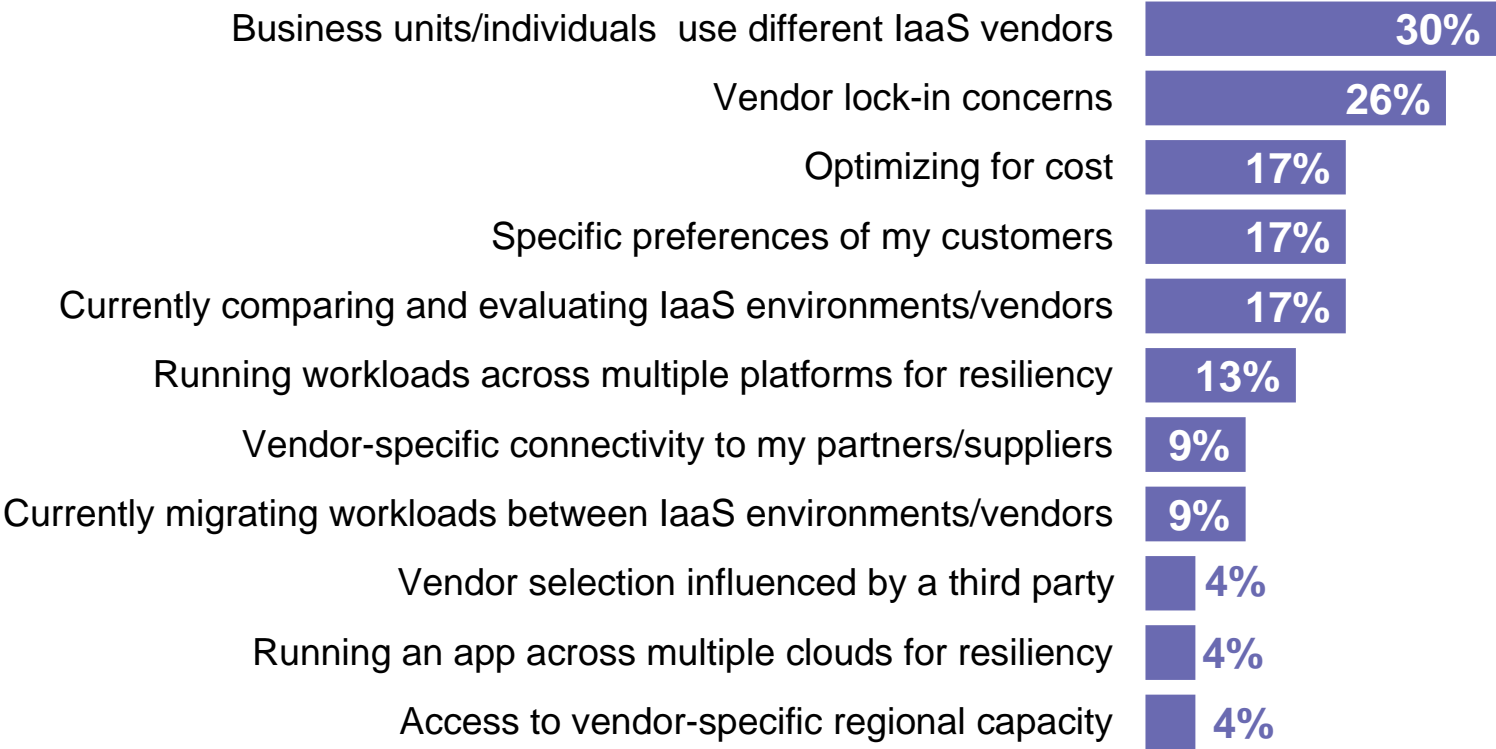 Business units/individuals  use different IaaS vendors 30%
Vendor lock-in concerns 26%
Optimizing for cost 17%
Specific preferences of my customers 17%
Currently comparing and evaluating IaaS environments/vendors 17%
Running workloads across multiple platforms for resiliency 13%
Vendor-specific connectivity to my partners/suppliers 9%
Currently migrating workloads between IaaS environments/vendors 9%
Vendor selection influenced by a third party 4%
Running an app across multiple clouds for resiliency 4%
Access to vendor-specific regional capacity 4%